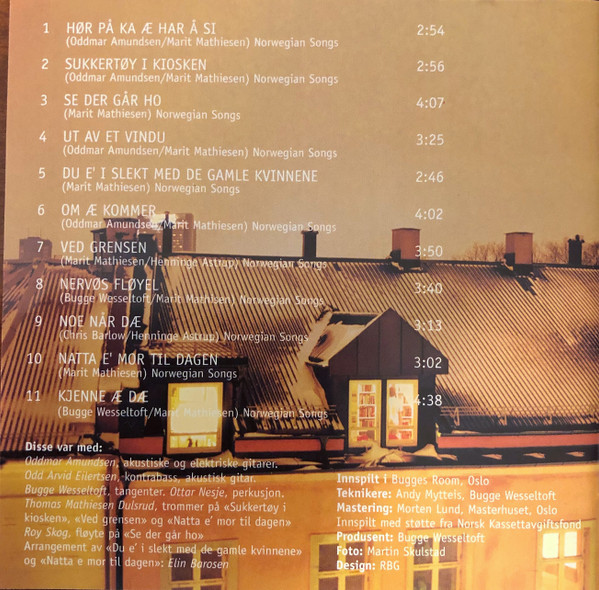 1 HØR PÅ KA Æ HAR Å SI 2:54
(Oddmar Amundsen/Marit Mathiesen) Norwegian Songs
2 SUKKERTØY I KIOSKEN 2:56
(Oddmar Amundsen/Marit Mathiesen) Norwegian Songs
3 SE DER GÅR HO 4:07
(Marit Mathiesen) Norwegian Songs
4 UT AV ET VINDU 3:25
(Oddmar Amundsen/Marit Mathiesen) Norwegian Songs
5 DU E' I SLEKT MED DE GAMLE KVINNENE 2:46
(Marit Mathiesen) Norwegian Songs
6 OM Æ KOMMER 4:02
(Oddmar Amundsen/Marit Mathiesen) Norwegian Songs
7 VED GRENSEN 3:50
(Marit Mathiesen/Henninge Astrup) Norwegian Songs
8 NERVØS FLØYEL 3:40
(Bugge Wesseltoft/Marit Mathisen) Norwegian Songs
9 NOE NÅR DÆ 3:13
(Chris Barlow/Henninge Astrup) Norwegian Songs
10 NATTA E' MOR TIL DAGEN 3:02
(Marit Mathiesen) Norwegian Songs
11 KJENNE Æ DÆ 4:38
(Bugge Wesseltoft/Marit Mathiesen) Norwegian Songs
Disse var med:
Oddmar Amundsen, akustiske og elektriske gitarer.
Odd Arvid Eilertsen, kontrabass, akustisk gitar.
Bugge Wesseltoft, tangenter. Ottar Nesje, perkusjon.
Thomas Mathiesen Dulsrud, trommer på «Sukkertøy i
kiosken», «Ved grensen» og «Natta e' mor til dagen»
Roy Skog, fløyte på «Se der går ho»
Arrangement av «Du e' i slekt med de gamle kvinnene»
og «Natta e mor til dagen»: Elin Barosen
Innspilt i Bugges Room, Oslo
Teknikere: Andy Mytteis, Bugge Wesseltoft
Mastering: Morten Lund, Masterhuset, Oslo
Innspilt med støtte fra Norsk Kassettavgiftsfond
Produsent: Bugge Wesseltoft
Foto: Martin Skulstad
Design: RBG